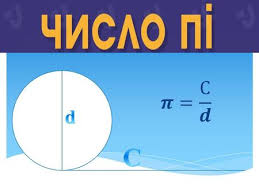 число пі
d
π = C/d
C